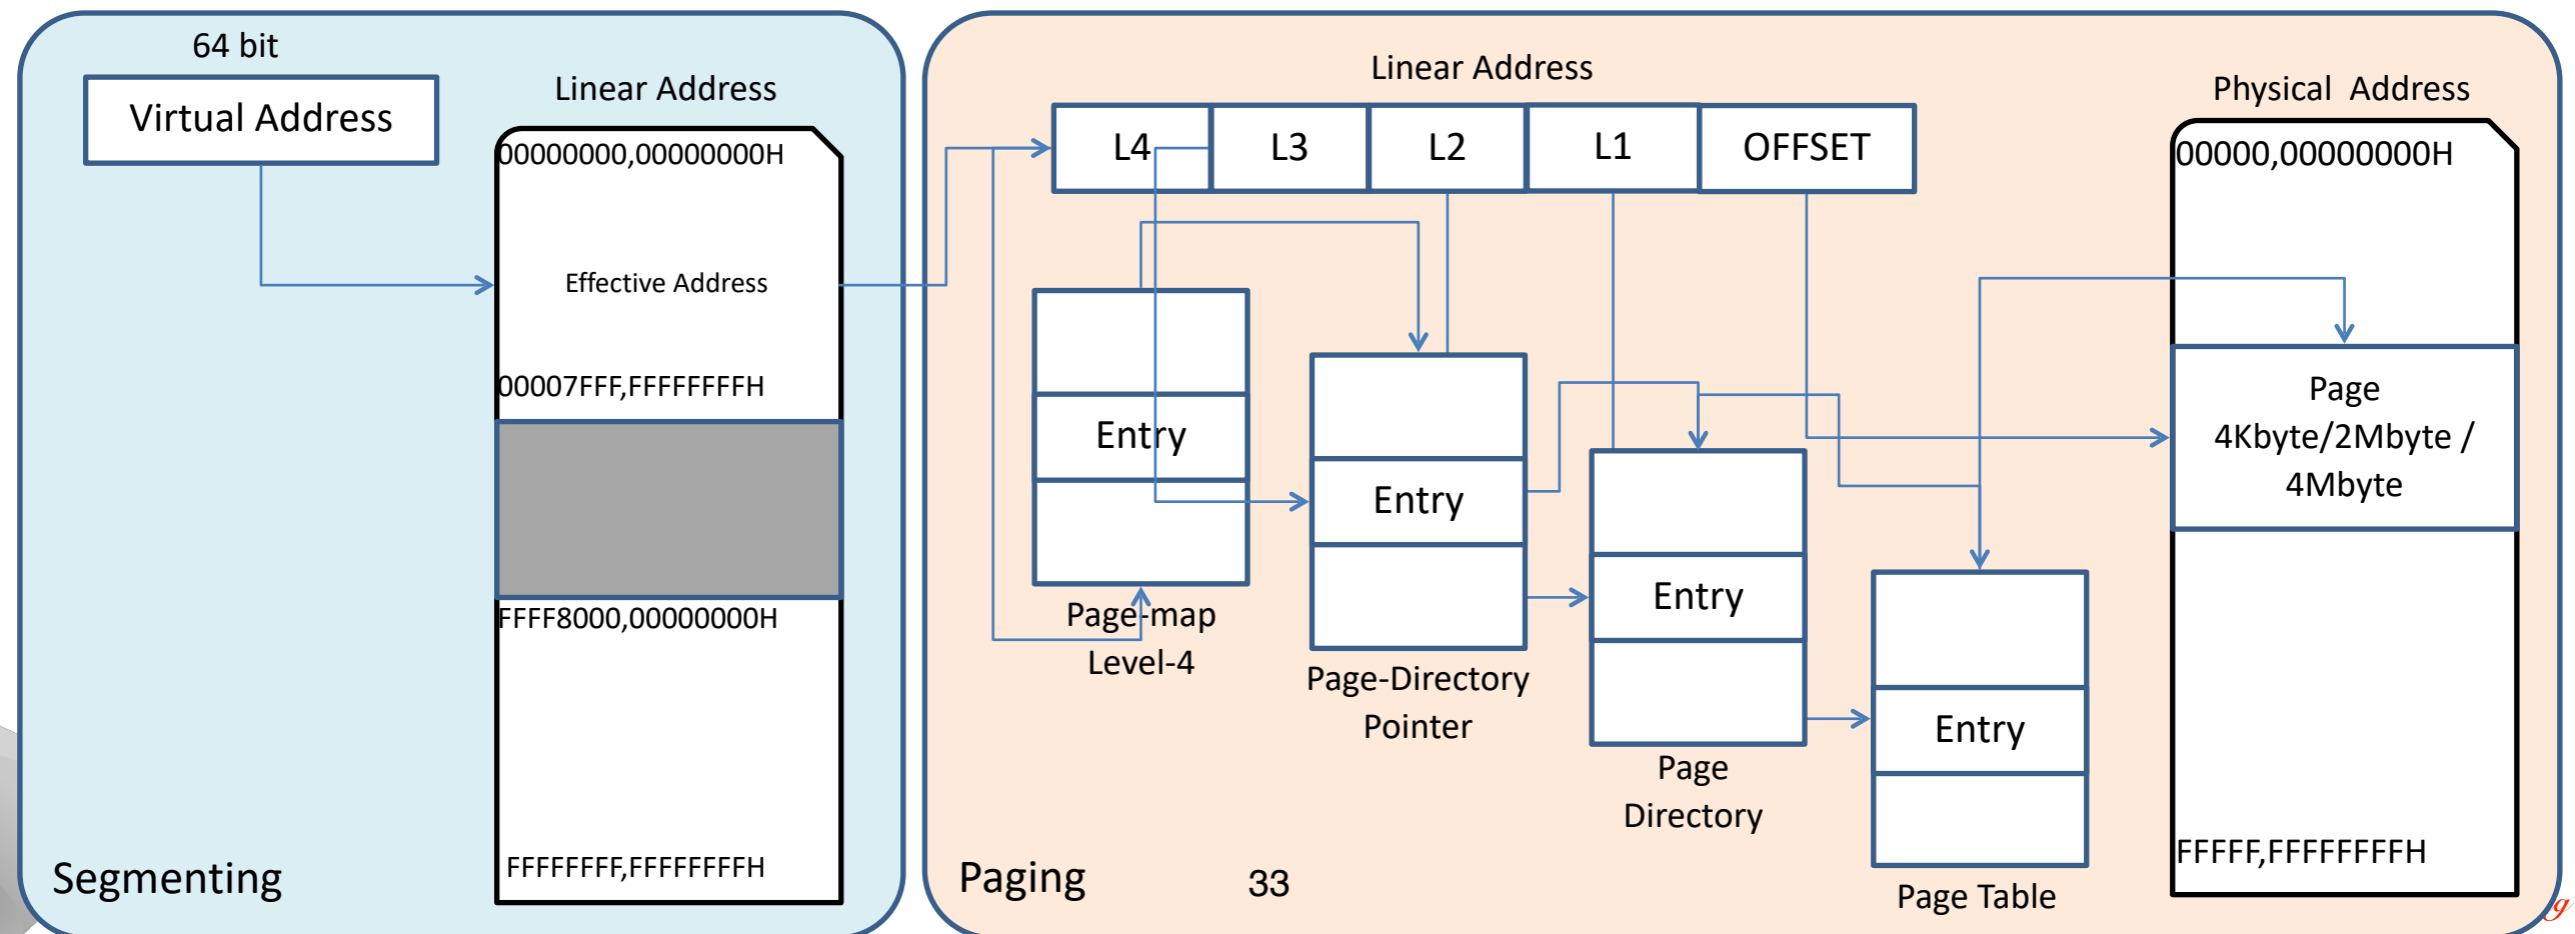 64 bit
Virtual Address
Linear Address
00000000,00000000H
Effective Address
00007FFF,FFFFFFFFH
FFFF8000,00000000H
FFFFFFFF,FFFFFFFFH
Segmenting
Linear Address
L4 L3 L2 L1 OFFSET
Entry
Page-map
Level-4
Entry
Page-Directory
Pointer
Entry
Page
Directory
Entry
Page Table
Paging
33
Physical Address
00000,00000000H
Page
4Kbyte/2Mbyte /
4Mbyte
FFFFF,FFFFFFFFH
g